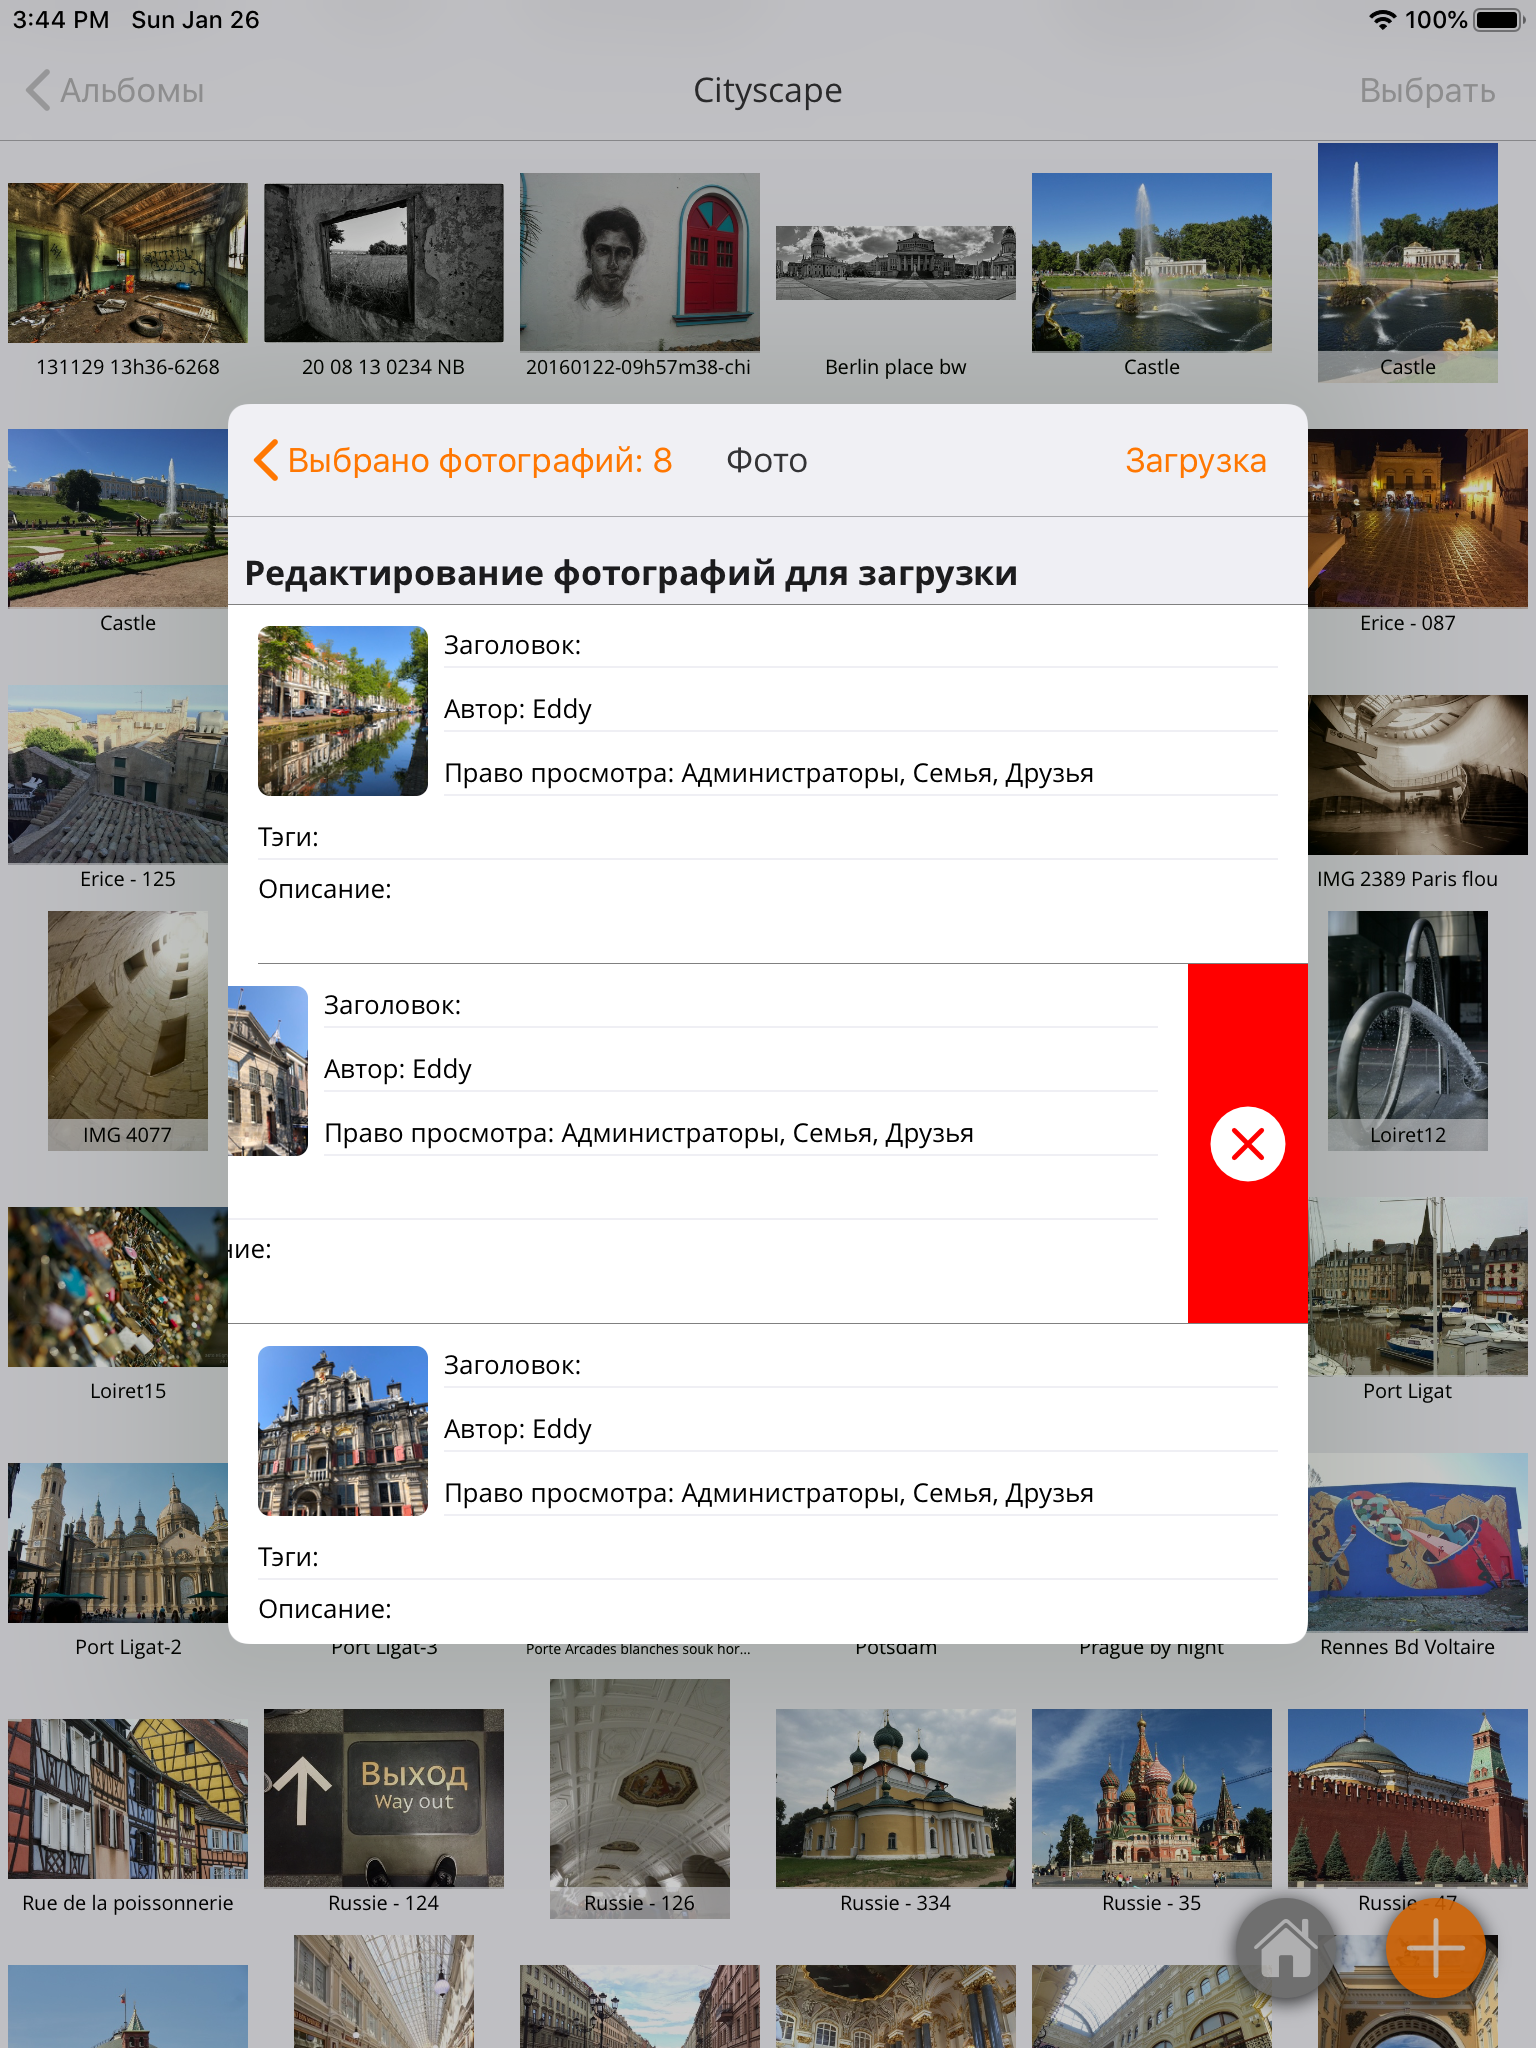 3:44 PM Sun Jan 26
100%
Альбомы
Cityscape
Выбрать
131129 13h36-6268
20 08 13 0234 NB
20160122-09h57m38-chi
Berlin place bw
Castle
Castle
Выбрано фотографий: 8
Фото
Загрузка
Редактирование фотографий для загрузки
Castle
Erice - 087
Заголовок:
Автор: Eddy
Право просмотра: Администраторы, Семья, Друзья
Тэги:
Описание:
Erice - 125
IMG 2389 Paris flou
Заголовок:
Автор: Eddy
Право просмотра: Администраторы, Семья, Друзья
ние:
IMG 4077
Loiret12
Loiret15
Port Ligat
Заголовок:
Автор: Eddy
Право просмотра: Администраторы, Семья, Друзья
Тэги:
Описание:
Port Ligat-2
Port Ligat-3
Porte Arcades blanches souk hor...
Potsdam
Prague by night
Rennes Bd Voltaire
Выход
Way out
Rue de la poissonnerie
Russie - 124
Russie - 126
Russie - 334
Russie - 35
Russie - 47